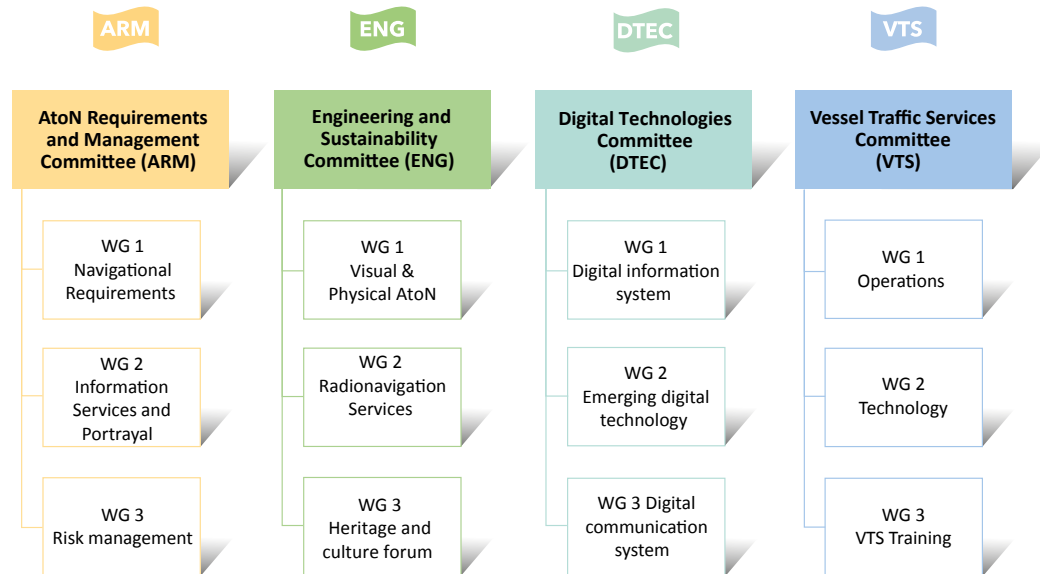 ARM
ENG
DTEC
VTS
AtoN Requirements
and Management
Committee (ARM)
Engineering and
Sustainability
Committee (ENG)
Digital Technologies
Committee
(DTEC)
Vessel Traffic Services
Committee
(VTS)
WG 1
Navigational
Requirements
WG 1
Visual &
Physical AtoN
WG 1
Digital information
system
WG 1
Operations
WG 2
Information
Services and
Portrayal
WG 2
Radionavigation
Services
WG 2
Emerging digital
technology
WG 2
Technology
WG 3
Risk management
WG 3
Heritage and
culture forum
WG 3 Digital
communication
system
WG 3
VTS Training